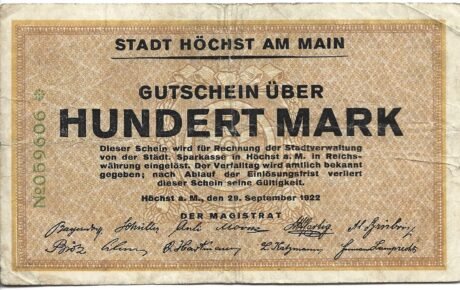 STADT HÖCHST AM MAIN
GUTSCHEIN ÜBER
HUNDERT MARK
Dieser Schein wird für Rechnung der Stadtverwaltung
von der Städt. Sparkasse in Höchst a. M. in Reichs-
währung eingelöst. Der Verfalltag wird amtlich bekannt
gegeben; nach Ablauf der Einlösungsfrist verliert
dieser Schein seine Gültigkeit.
Höchst a. M., den 29. September 1922
DER MAGISTRAT
№059606 *